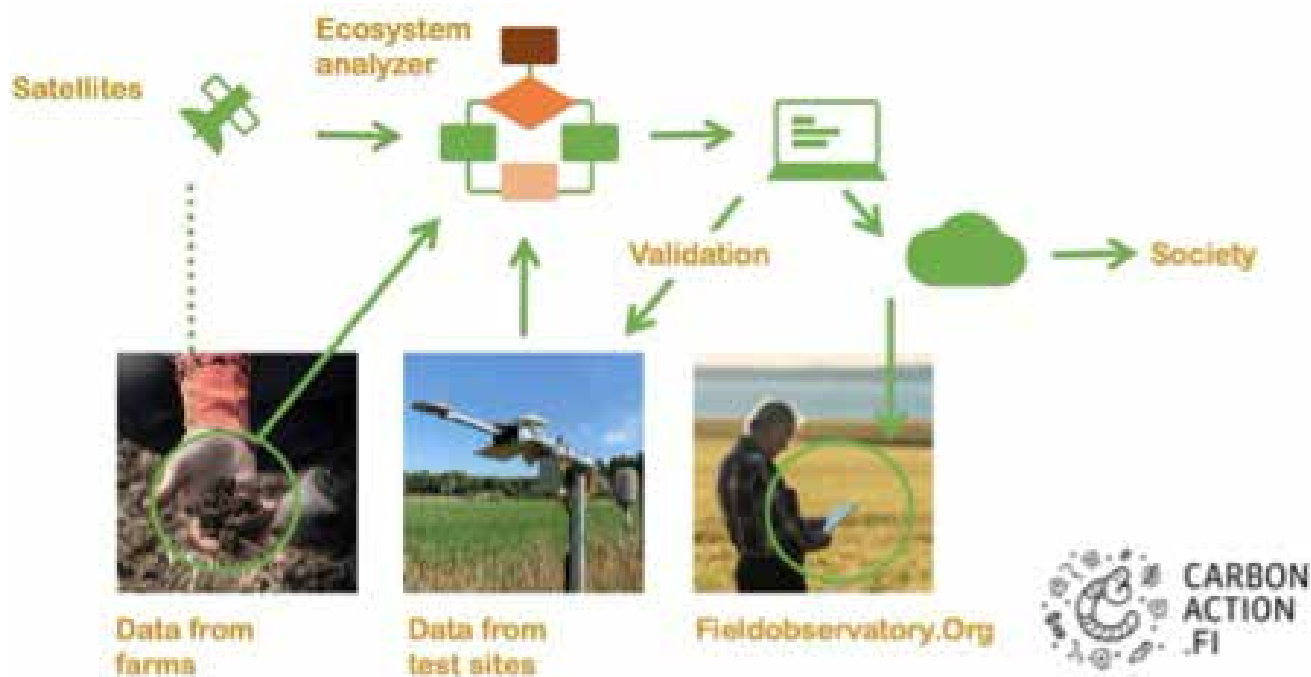 Ecosystem
analyzer
Satellites
Validation
Society
Data from
farms
Data from
test sites
Fieldobservatory.Org
CARBON
ACTION
.FI